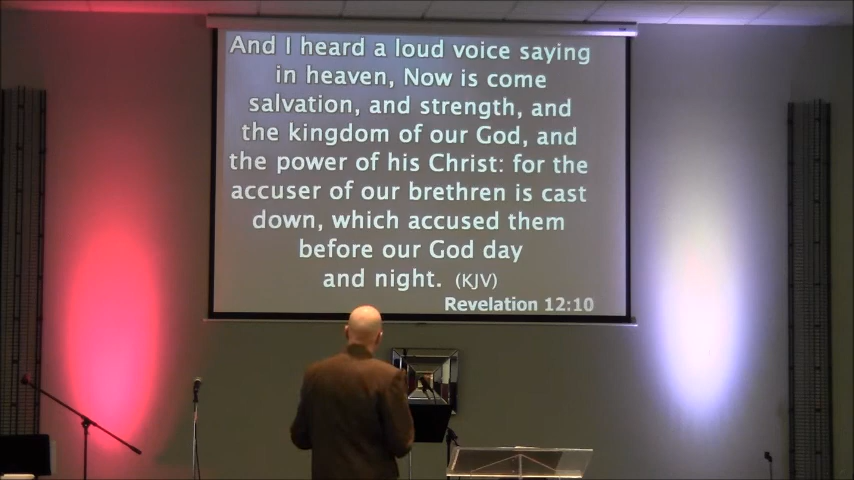 And I heard a loud voice saying
in heaven, Now is come
salvation, and strength, and
the kingdom of our God, and
the power of his Christ: for the
accuser of our brethren is cast
down, which accused them
before our God day
and night. (KJV)
Revelation 12:10